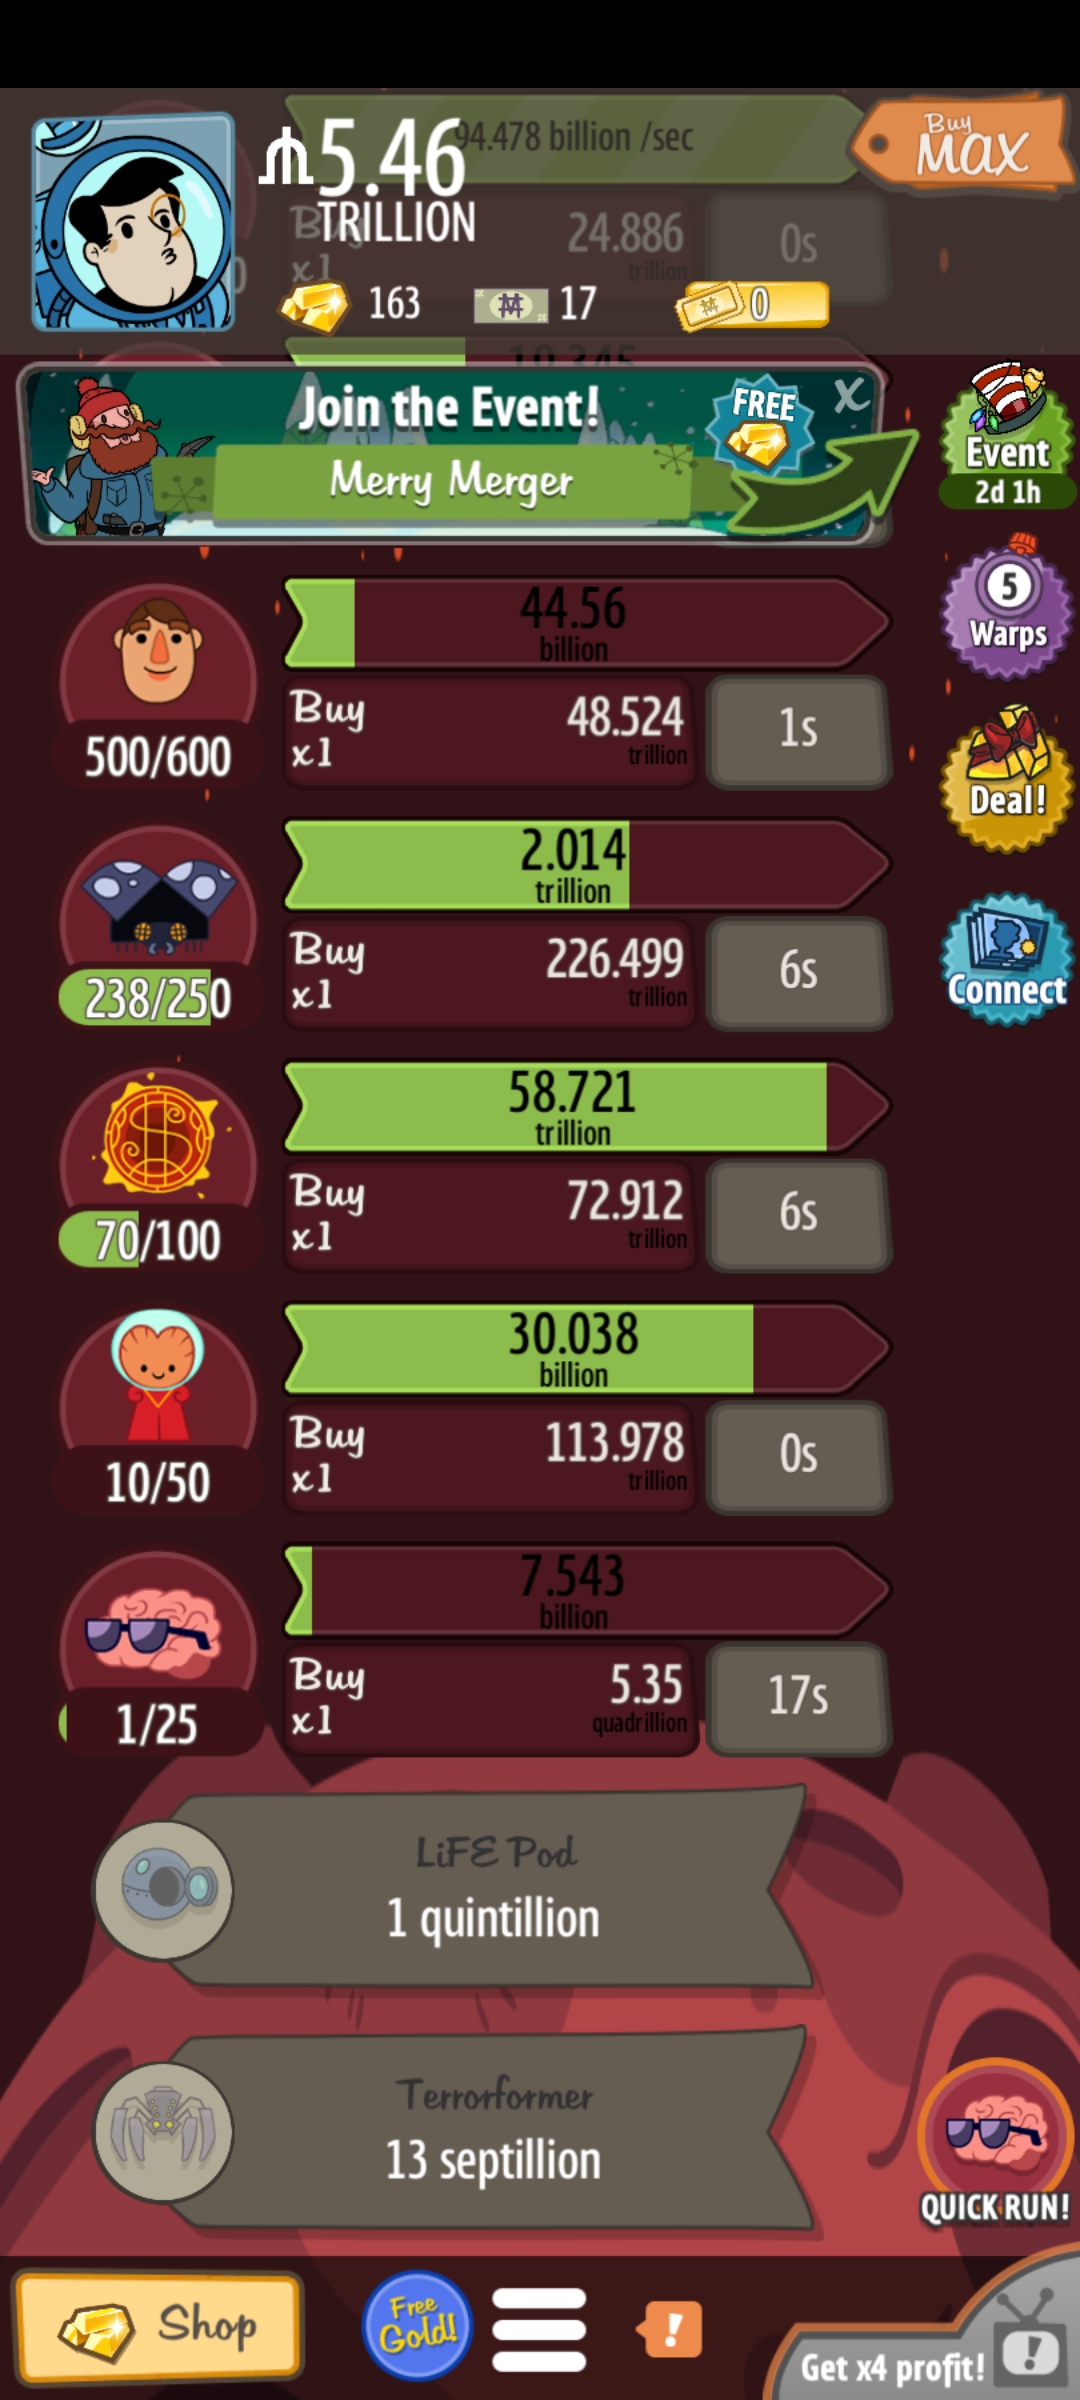 5.46
TRILLION
94.478 billion /sec
Buy
MAX
Buy
x1
24.886
trillion
0s
163
17
0
10.345
Join the Event!
Merry Merger
FREE
X
Event
2d 1h
44.56
billion
500/600
Buy
x1
48.524
trillion
1s
5
Warps
2.014
trillion
238/250
Buy
x1
226.499
trillion
6s
Deal!
Connect
58.721
trillion
70/100
Buy
x1
72.912
trillion
6s
30.038
billion
10/50
Buy
x1
113.978
trillion
0s
7.543
billion
1/25
Buy
x1
5.35
quadrillion
17s
LiFE Pod
1 quintillion
Terrorformer
13 septillion
QUICK RUN!
Shop
Free
Gold!
!
Get x4 profit!
!